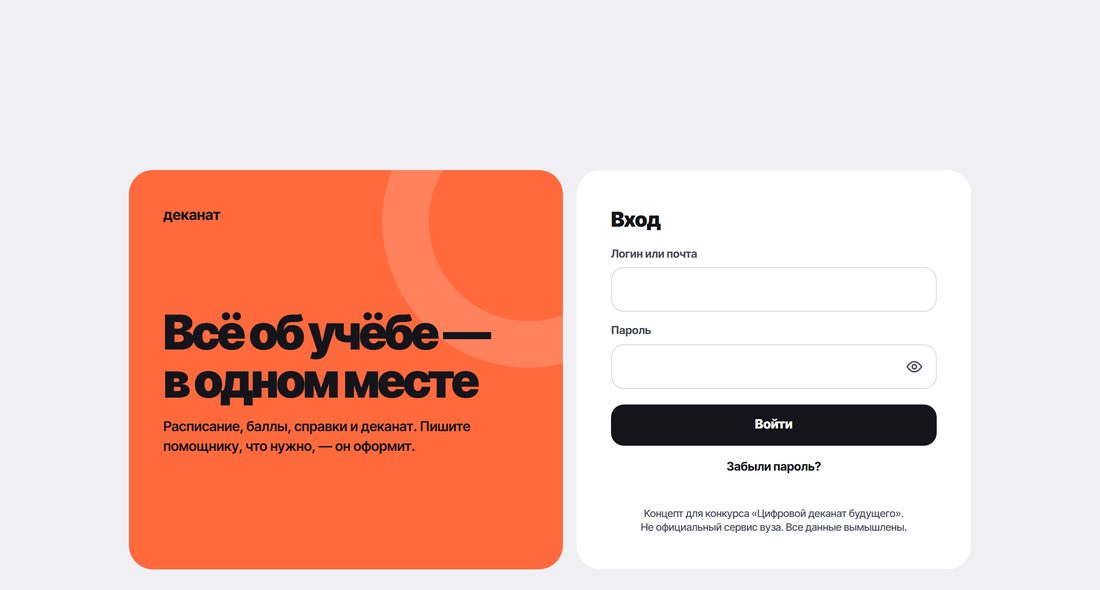 деканат
Всё об учёбе —
в одном месте
Расписание, баллы, справки и деканат. Пишите
помощнику, что нужно, — он оформит.
Вход
Логин или почта
Пароль
Войти
Забыли пароль?
Концепт для конкурса «Цифровой деканат будущего».
Не официальный сервис вуза. Все данные вымышлены.